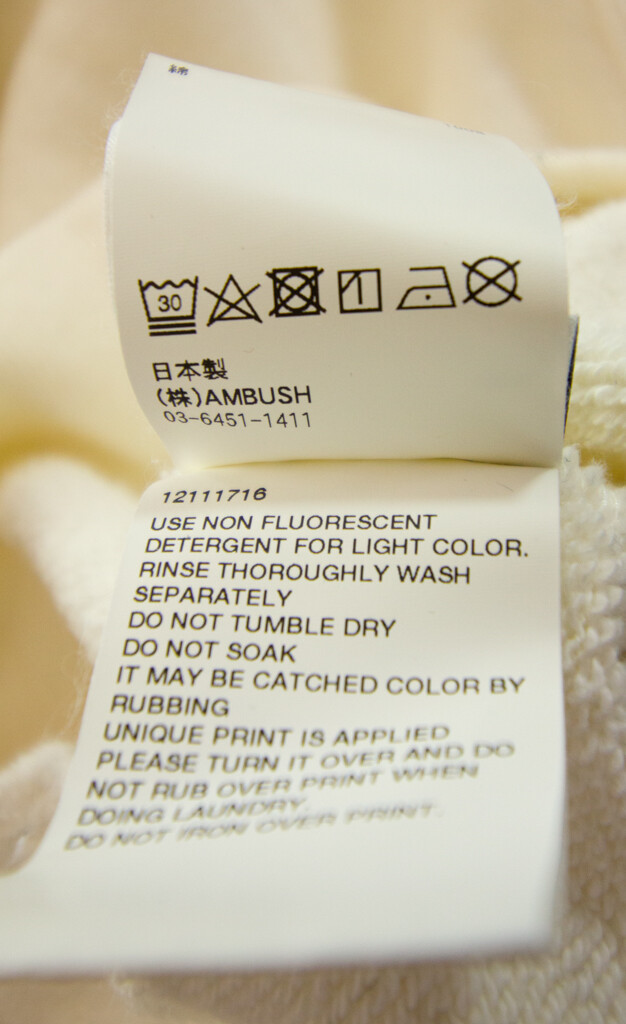 綿
30
日本製
(株)AMBUSH
03-6451-1411
12111716
USE NON FLUORESCENT
DETERGENT FOR LIGHT COLOR.
RINSE THOROUGHLY WASH
SEPARATELY
DO NOT TUMBLE DRY
DO NOT SOAK
IT MAY BE CATCHED COLOR BY
RUBBING
UNIQUE PRINT IS APPLIED
PLEASE TURN IT OVER AND DO
NOT RUB OVER PRINT WHEN
DOING LAUNDRY.
DO NOT IRON OVER PRINT.